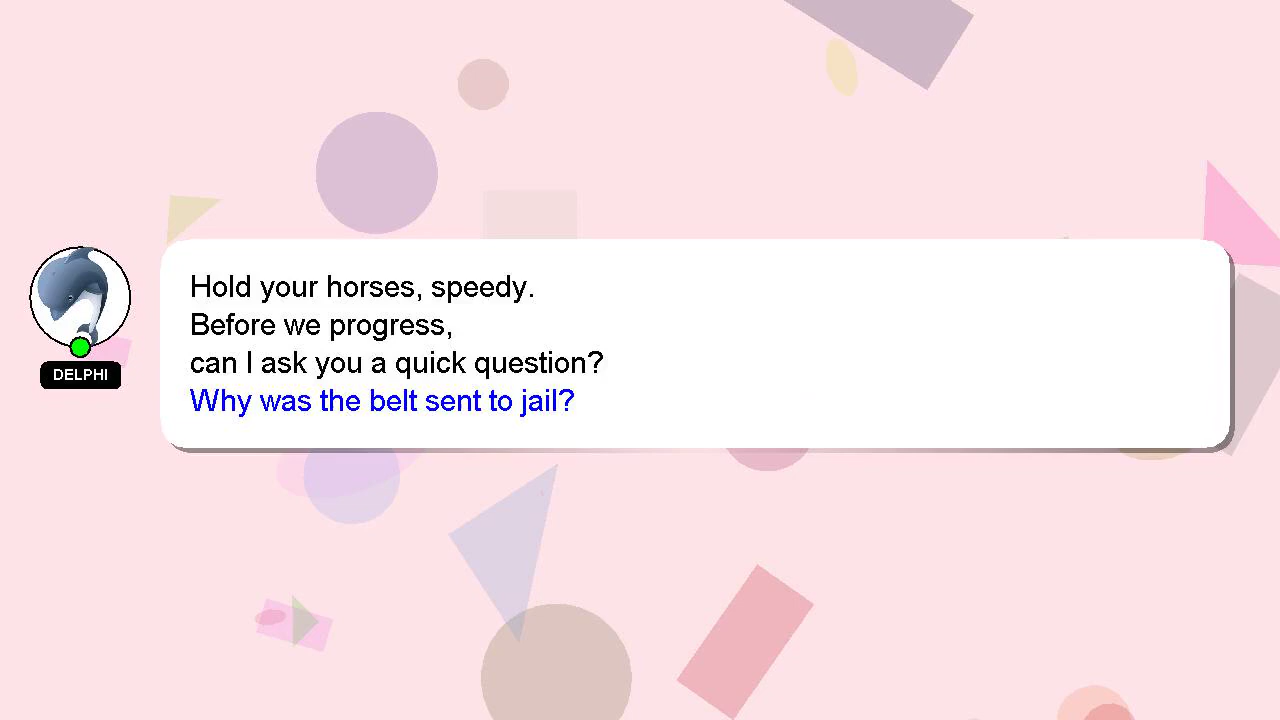 Hold your horses, speedy.
Before we progress,
can I ask you a quick question?
Why was the belt sent to jail?
DELPHI